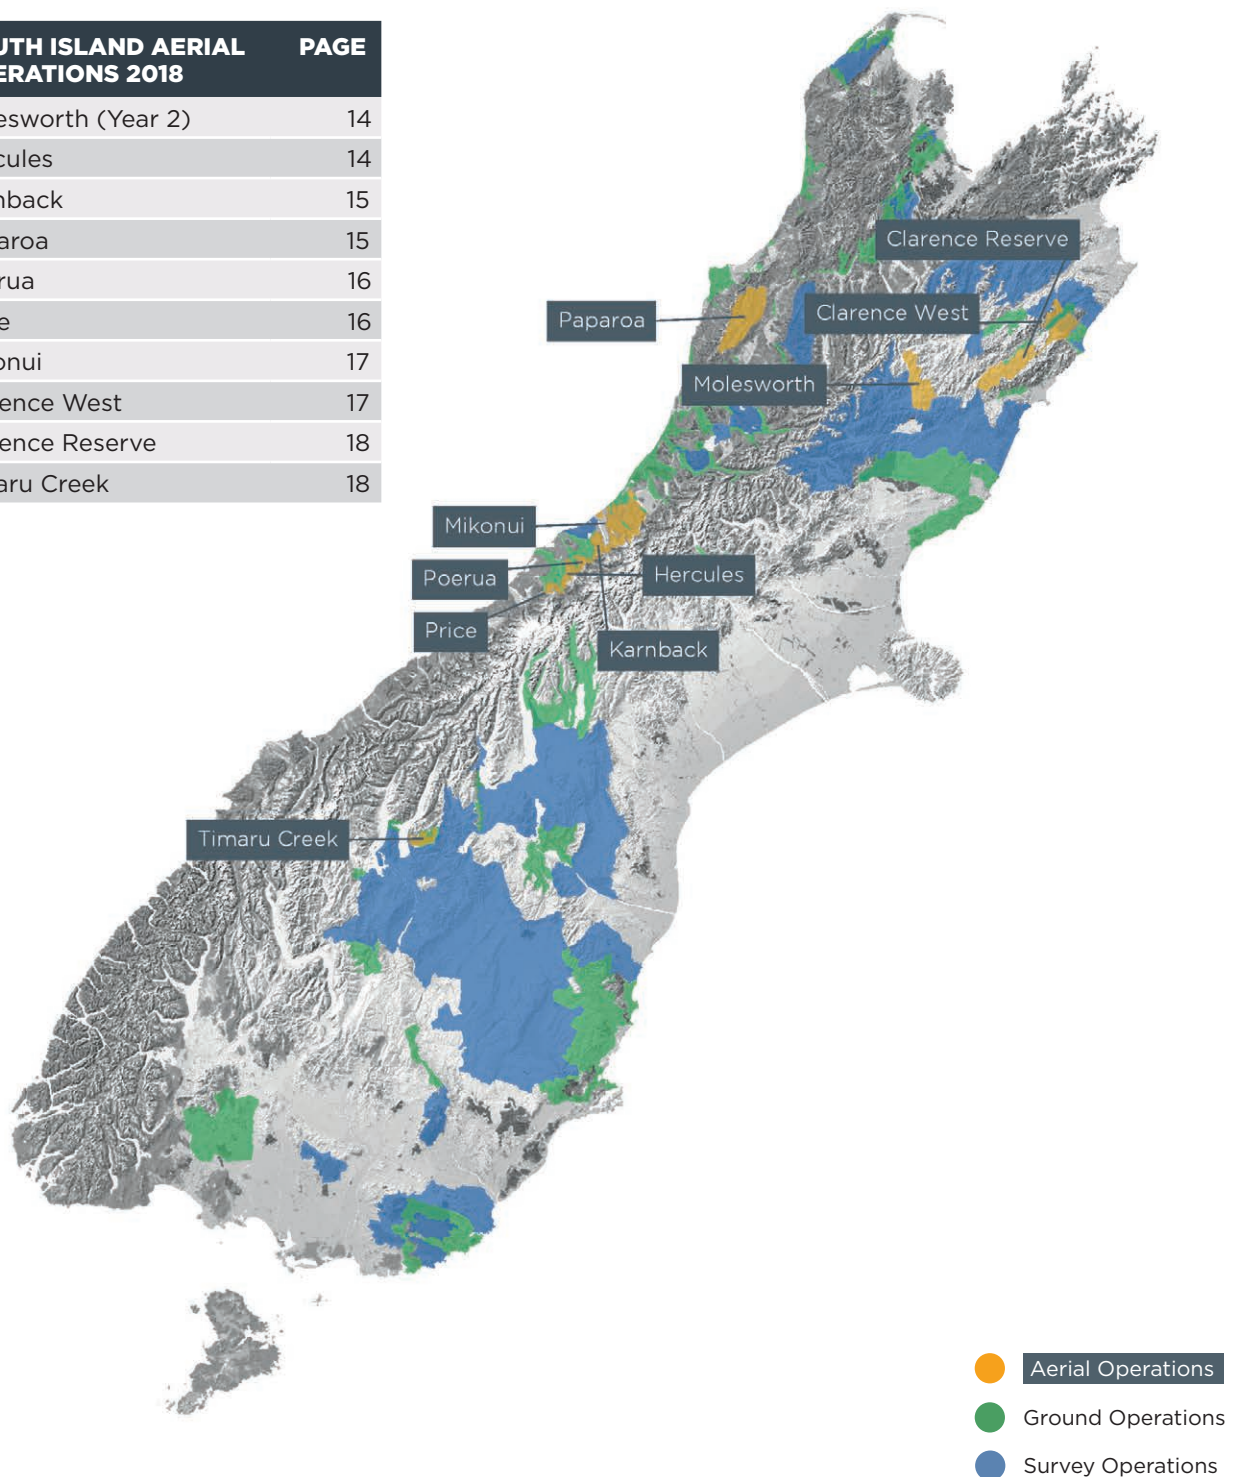 UTH ISLAND AERIAL PAGE
ERATIONS 2018
esworth (Year 2) 14
cules 14
nback 15
aroa 15
rua 16
e 16
onui 17
ence West 17
ence Reserve 18
aru Creek 18
Clarence Reserve
Clarence West
Paparoa
Molesworth
Mikonui
Poerua
Hercules
Price
Karnback
Timaru Creek
Aerial Operations
Ground Operations
Survey Operations